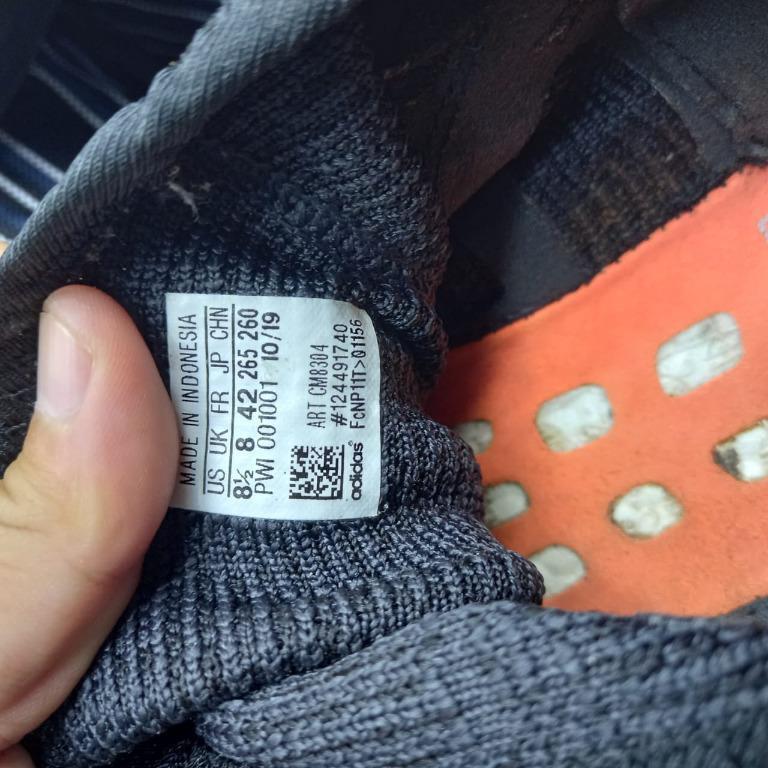 MADE IN INDONESIA
US UK FR JP CHN
8½ 8 42 265 260
PWI 001001 10/19
ART CM8304
#124491740
FcNP11T>01156
adidas®